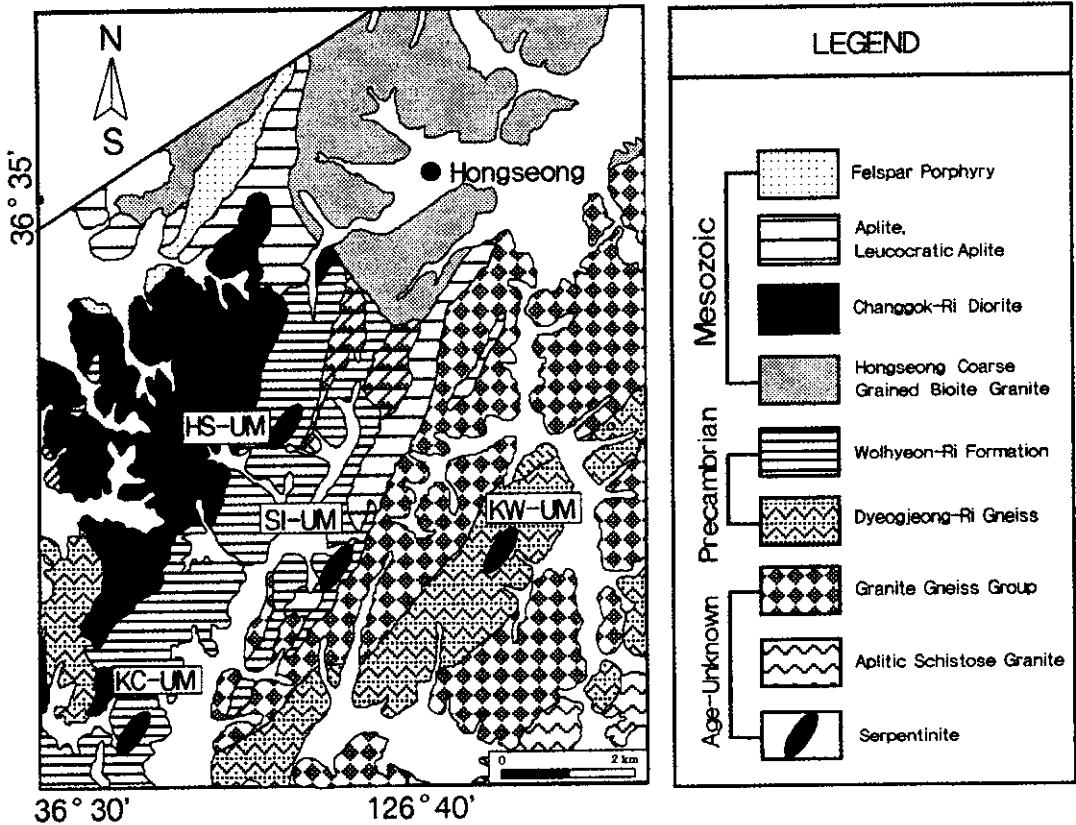 N
S
Hongseong
36° 35'
HS-UM
SI-UM
KW-UM
KC-UM
0 2 km
36° 30'
126° 40'
LEGEND
Mesozoic
Felspar Porphyry
Aplite,
Leucocratic Aplite
Changgok-Ri Diorite
Hongseong Coarse
Grained Bioite Granite
Precambrian
Wolhyeon-Ri Formation
Dyeogjeong-Ri Gneiss
Age-Unknown
Granite Gneiss Group
Aplitic Schistose Granite
Serpentinite